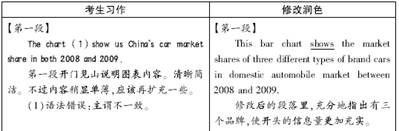 考生习作
修改润色
【第一段】
The chart (1) show us China's car market
share in both 2008 and 2009.
第一段开门见山说明图表内容。清晰简
洁。不过内容稍显单薄,应该再扩充一些。
(1)语法错误:主谓不一致。
【第一段】
This bar chart shows the market
shares of three different types of brand cars
in domestic automobile market between
2008 and 2009.
修改后的段落里,充分地指出有三
个品牌,使开头的信息量更加充实。